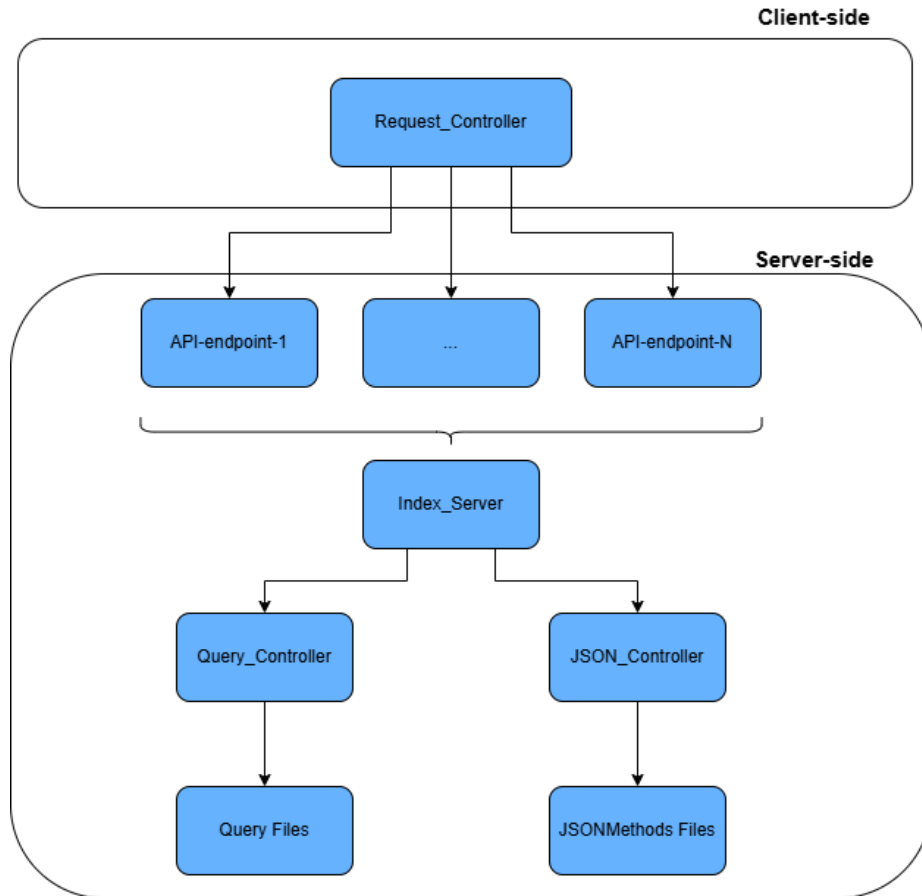 Client-side
Request_Controller
Server-side
API-endpoint-1
...
API-endpoint-N
Index_Server
Query_Controller
JSON_Controller
Query Files
JSONMethods Files